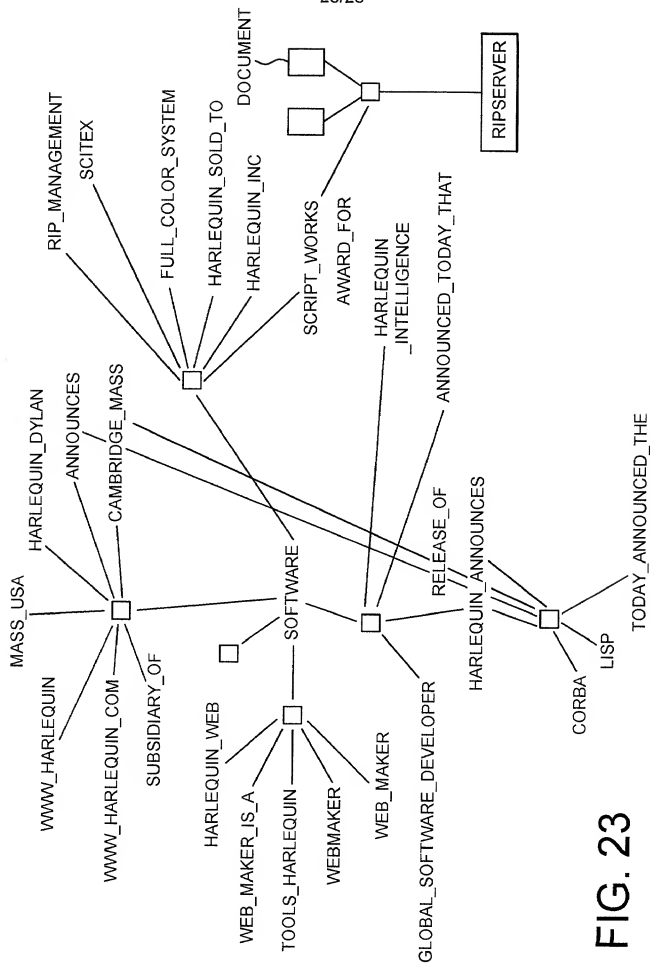 MASS_USA
HARLEQUIN_DYLAN
ANNOUNCES
CAMBRIDGE_MASS
WWW_HARLEQUIN
WWW_HARLEQUIN_COM
SUBSIDIARY_OF
RIP_MANAGEMENT
SCITEX
FULL_COLOR_SYSTEM
HARLEQUIN_SOLD_TO
HARLEQUIN_INC
SCRIPT_WORKS
AWARD_FOR
DOCUMENT
RIPSERVER
SOFTWARE
HARLEQUIN_WEB
WEB_MAKER_IS_A
TOOLS_HARLEQUIN
WEBMAKER
WEB_MAKER
GLOBAL_SOFTWARE_DEVELOPER
HARLEQUIN
_INTELLIGENCE
ANNOUNCED_TODAY_THAT
RELEASE_OF
HARLEQUIN_ANNOUNCES
CORBA
LISP
TODAY_ANNOUNCED_THE
FIG. 23